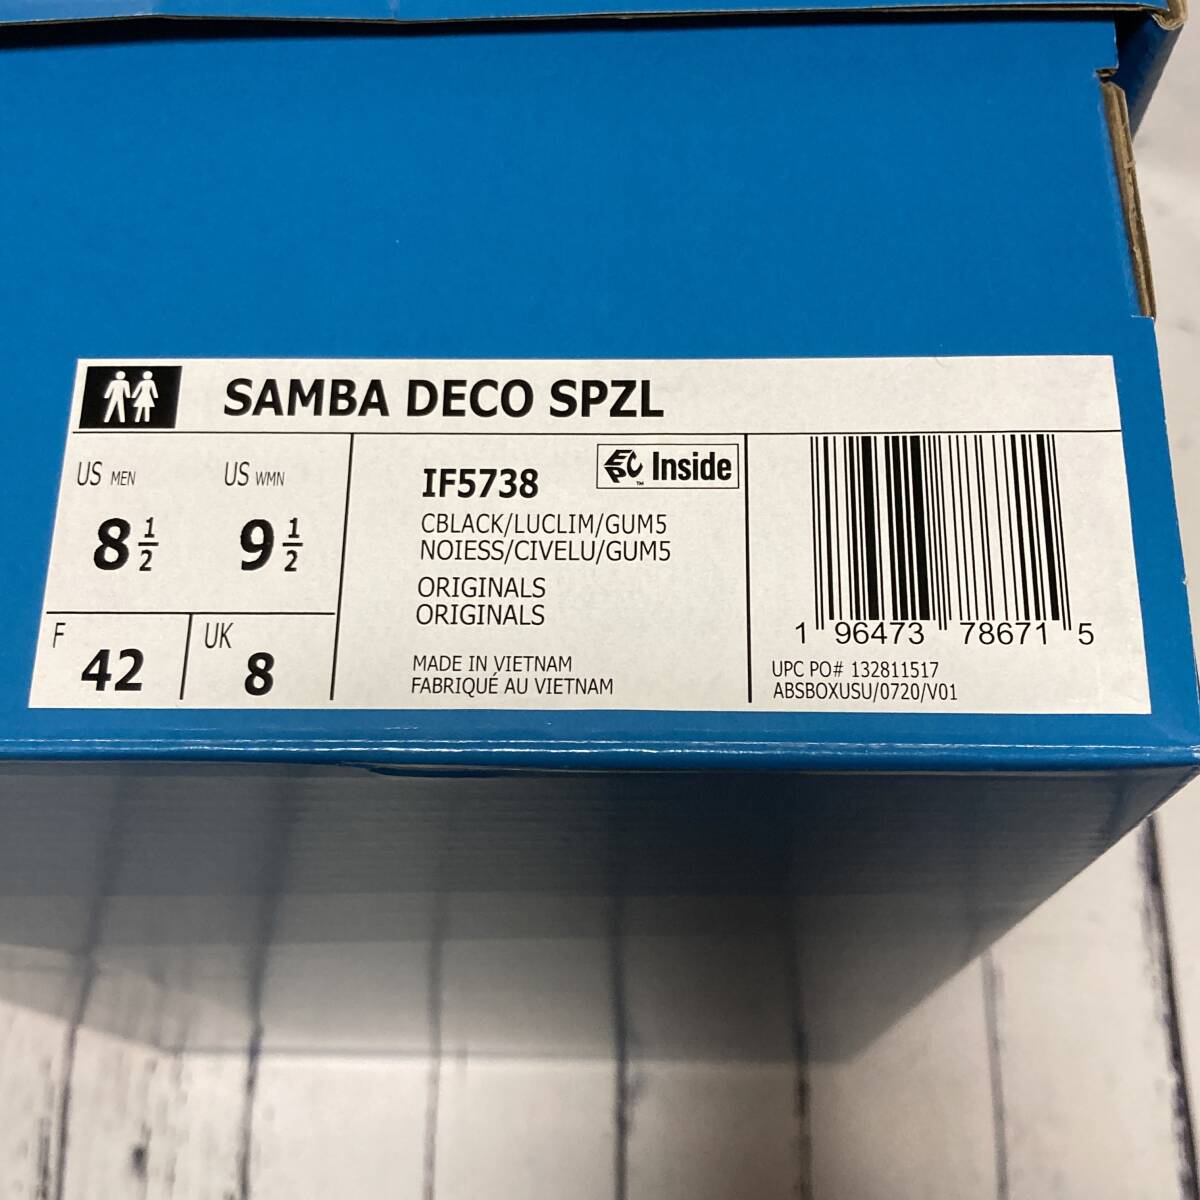 SAMBA DECO SPZL
US MEN US WMN
8 1/2 9 1/2
F 42 UK 8
IF5738
EPC Inside
CBLACK/LUCLIM/GUM5
NOIESS/CIVELU/GUM5
ORIGINALS
ORIGINALS
MADE IN VIETNAM
FABRIQUÉ AU VIETNAM
1 96473 78671 5
UPC PO# 132811517
ABSBOXUSU/0720/V01